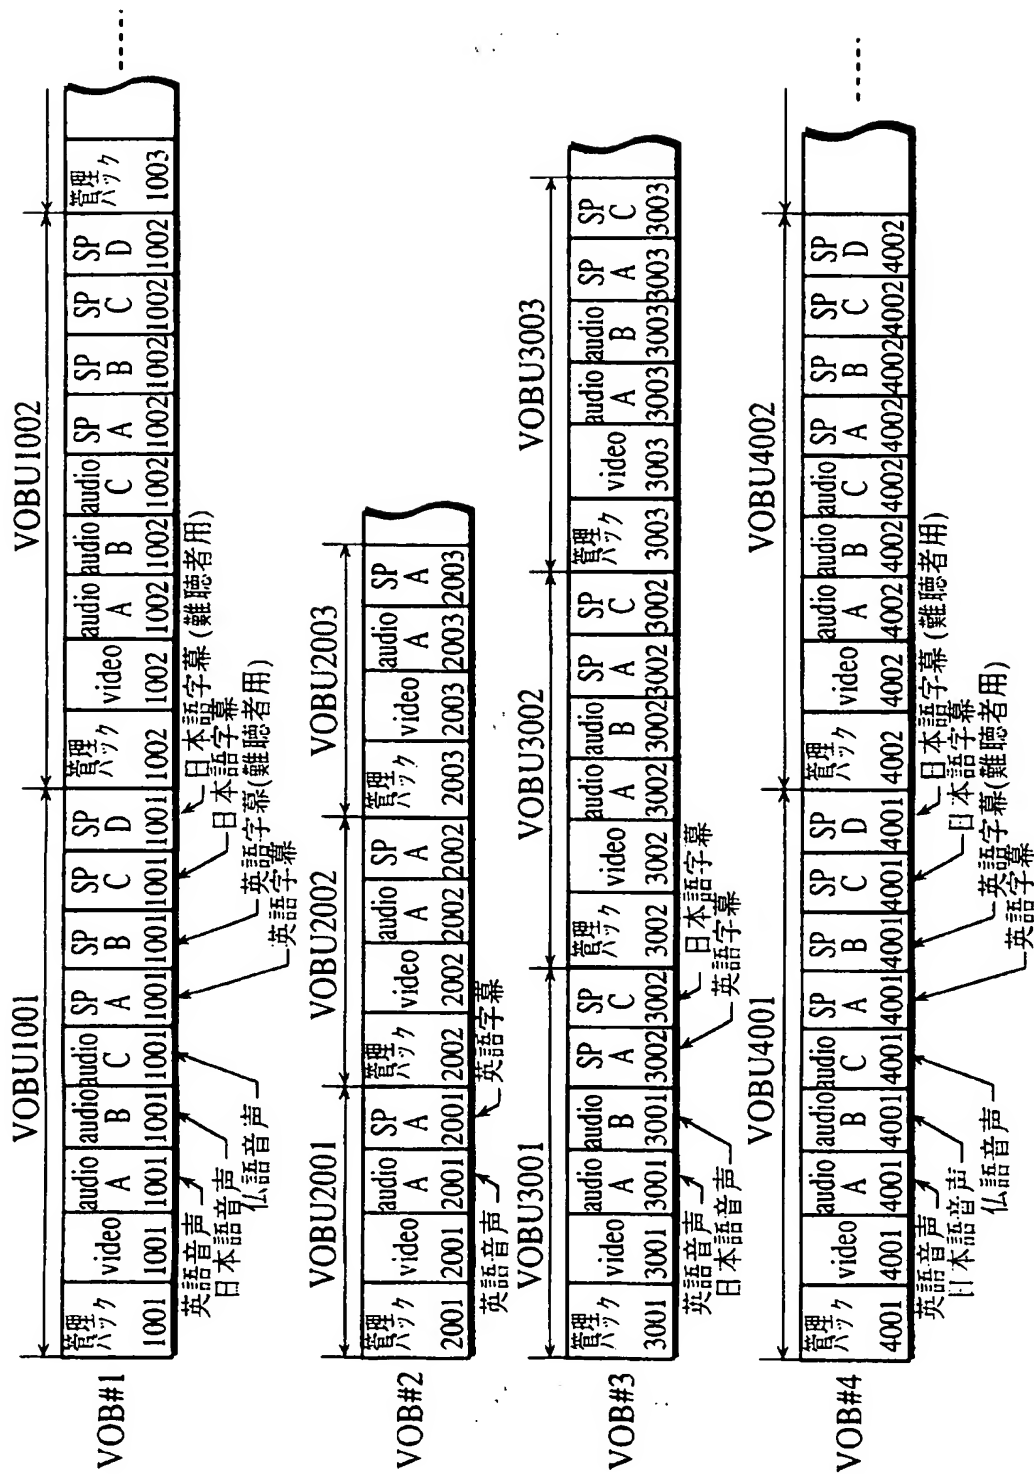 VOB#1
VOBU1001
VOBU1002
管理パック 1001
video 1001
audio A 1001
audio B 1001
audio C 1001
SP A 1001
SP B 1001
SP C 1001
SP D 1001
管理パック 1002
video 1002
audio A 1002
audio B 1002
audio C 1002
SP A 1002
SP B 1002
SP C 1002
SP D 1002
管理パック 1003
英語音声
日本語音声
仏語音声
英語字幕
英語字幕(難聴者用)
日本語字幕
日本語字幕(難聴者用)
VOB#2
VOBU2001
VOBU2002
VOBU2003
管理パック 2001
video 2001
audio A 2001
SP A 2001
管理パック 2002
video 2002
audio A 2002
SP A 2002
管理パック 2003
video 2003
audio A 2003
SP A 2003
英語音声
英語字幕
VOB#3
VOBU3001
VOBU3002
VOBU3003
管理パック 3001
video 3001
audio A 3001
audio B 3001
SP A 3002
SP C 3002
管理パック 3002
video 3002
audio A 3002
audio B 3002
SP A 3002
SP C 3002
管理パック 3003
video 3003
audio A 3003
audio B 3003
SP A 3003
SP C 3003
英語音声
日本語音声
英語字幕
日本語字幕
VOB#4
VOBU4001
VOBU4002
管理パック 4001
video 4001
audio A 4001
audio B 4001
audio C 4001
SP A 4001
SP B 4001
SP C 4001
SP D 4001
管理パック 4002
video 4002
audio A 4002
audio B 4002
audio C 4002
SP A 4002
SP B 4002
SP C 4002
SP D 4002
英語音声
日本語音声
仏語音声
英語字幕
英語字幕(難聴者用)
日本語字幕
日本語字幕(難聴者用)